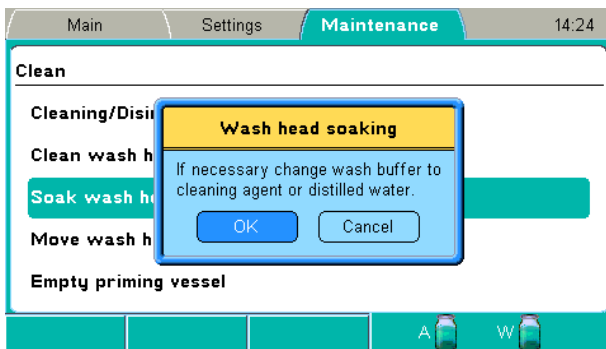 Main Settings Maintenance 14:24
Clean
Cleaning/Disi
Clean wash h
Soak wash he
Move wash h
Empty priming vessel
Wash head soaking
If necessary change wash buffer to
cleaning agent or distilled water.
OK Cancel
A W